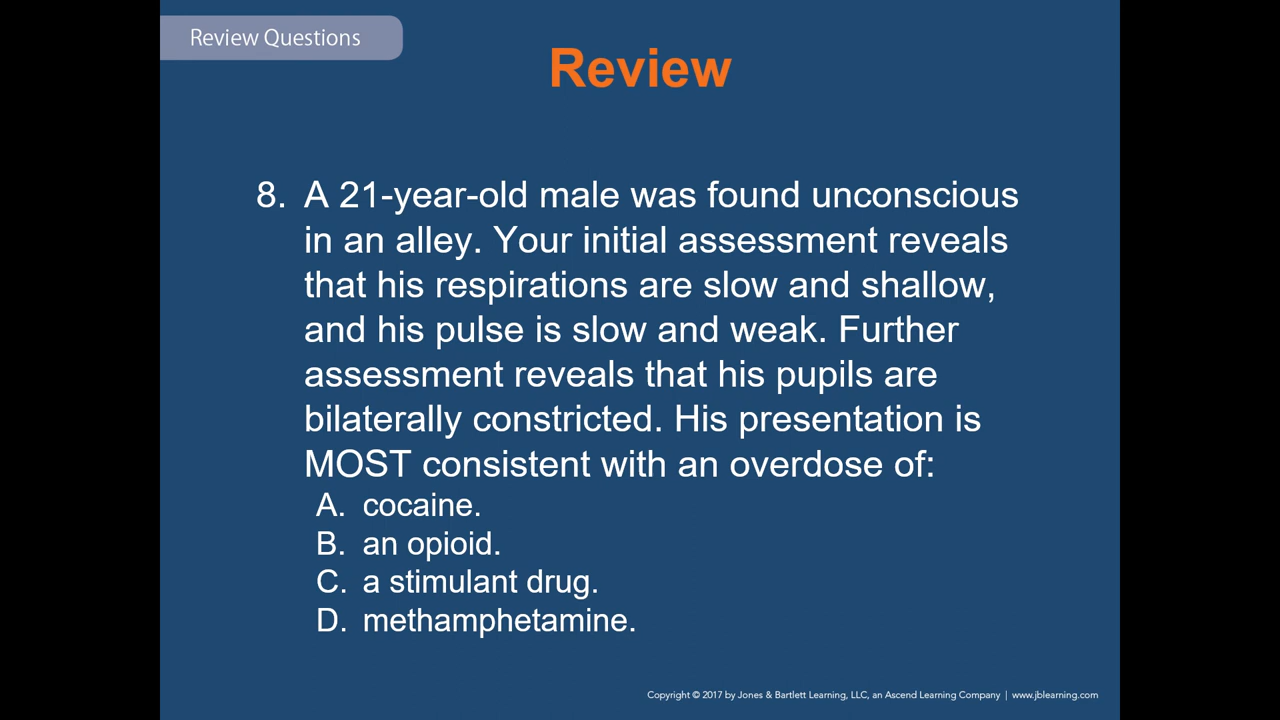 Review Questions
Review
8. A 21-year-old male was found unconscious
in an alley. Your initial assessment reveals
that his respirations are slow and shallow,
and his pulse is slow and weak. Further
assessment reveals that his pupils are
bilaterally constricted. His presentation is
MOST consistent with an overdose of:
A. cocaine.
B. an opioid.
C. a stimulant drug.
D. methamphetamine.
Copyright © 2017 by Jones & Bartlett Learning, LLC, an Ascend Learning Company | www.jblearning.com